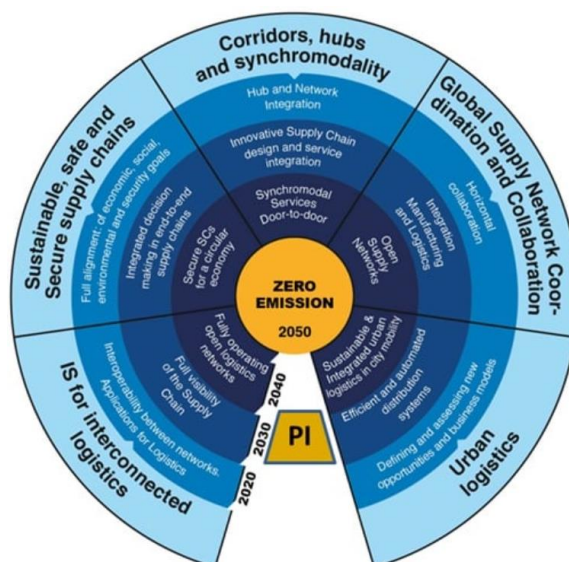 Corridors, hubs
and synchromodality
Hub and Network
Integration
Innovative Supply Chain
design and service
integration
Synchromodal
Services
Door-to-door
Global Supply Network Coor-
dination and Collaboration
Horizontal
collaboration
Integration
Manufacturing
and Logistics
Open
Supply
Networks
Urban
logistics
Defining and assessing new
opportunities and business models
Efficient and automated
distribution
systems
Sustainable &
Integrated urban
logistics in city mobility
Sustainable, safe and
Secure supply chains
Full alignment: of economic, social,
environmental and security goals
Integrated decision
making in end-to-end
supply chains
Secure SCs
for a circular
economy
IS for interconnected
logistics
Interoperability between networks.
Applications for Logistics
Full visibility
of the Supply
Chain
Fully operating
open logistics
networks
ZERO
EMISSION
2050
2040
2030
2020
PI